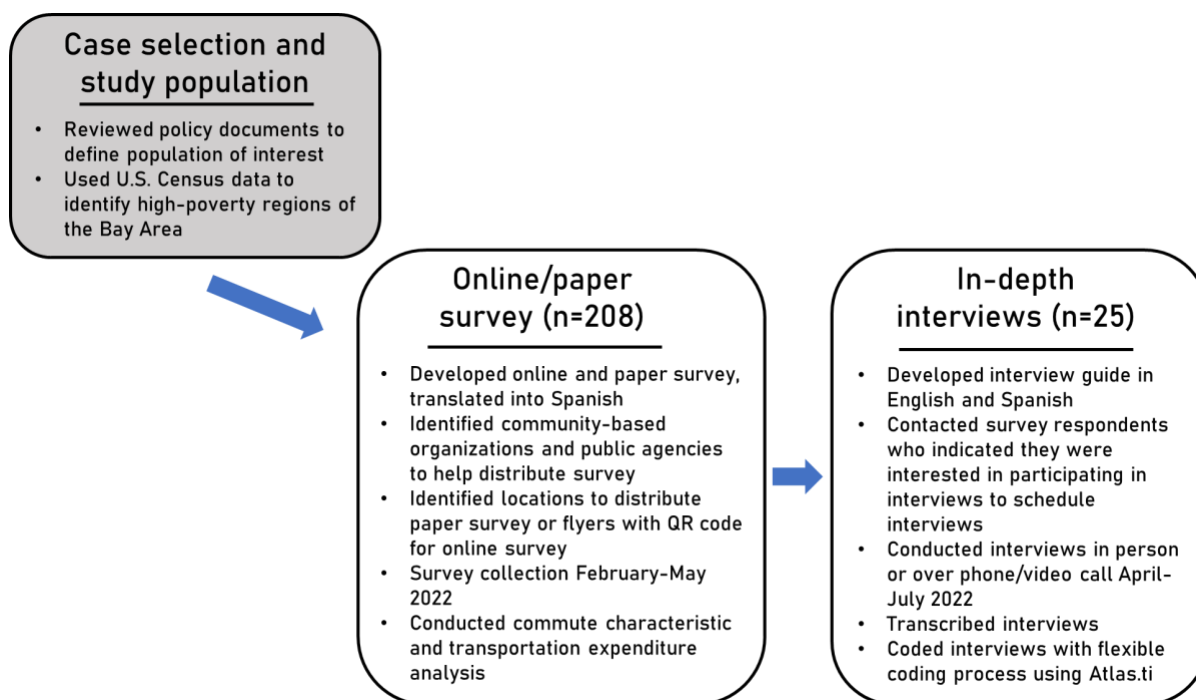 Case selection and
study population
• Reviewed policy documents to
define population of interest
• Used U.S. Census data to
identify high-poverty regions of
the Bay Area
Online/paper
survey (n=208)
• Developed online and paper survey,
translated into Spanish
• Identified community-based
organizations and public agencies
to help distribute survey
• Identified locations to distribute
paper survey or flyers with QR code
for online survey
• Survey collection February-May
2022
• Conducted commute characteristic
and transportation expenditure
analysis
In-depth
interviews (n=25)
• Developed interview guide in
English and Spanish
• Contacted survey respondents
who indicated they were
interested in participating in
interviews to schedule
interviews
• Conducted interviews in person
or over phone/video call April-
July 2022
• Transcribed interviews
• Coded interviews with flexible
coding process using Atlas.ti